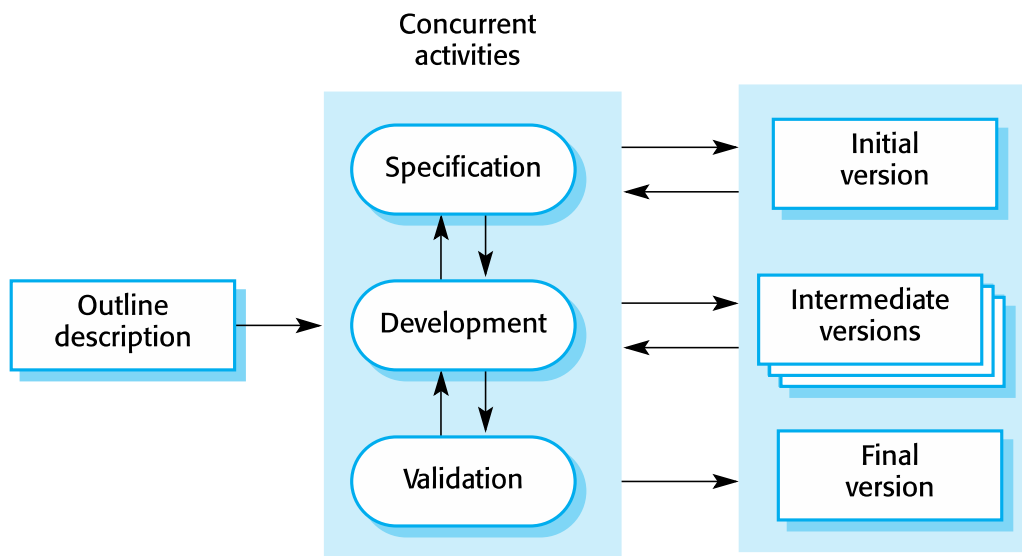 Concurrent
activities
Outline
description
Specification
Development
Validation
Initial
version
Intermediate
versions
Final
version